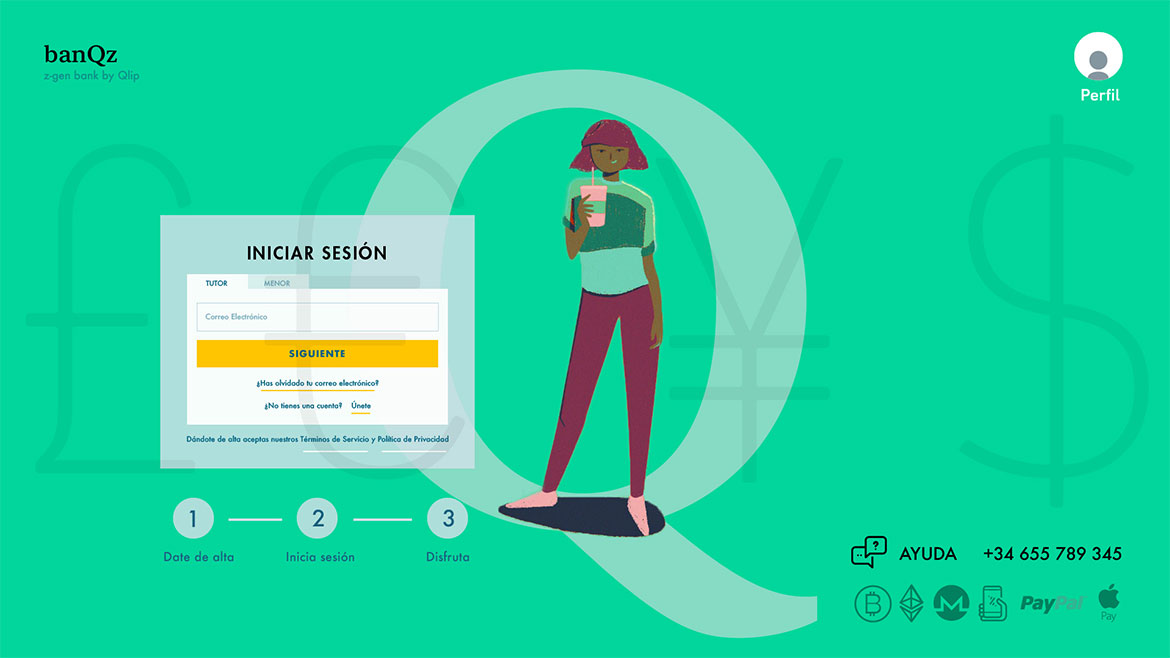 banQz
z-gen bank by Qlip
Perfil
£ € ¥ $
Q
INICIAR SESIÓN
TUTOR MENOR
Correo Electrónico
SIGUIENTE
¿Has olvidado tu correo electrónico?
¿No tienes una cuenta? Únete
Dándote de alta aceptas nuestros Términos de Servicio y Política de Privacidad
1 2 3
Date de alta Inicia sesión Disfruta
AYUDA +34 655 789 345
PayPal
Pay